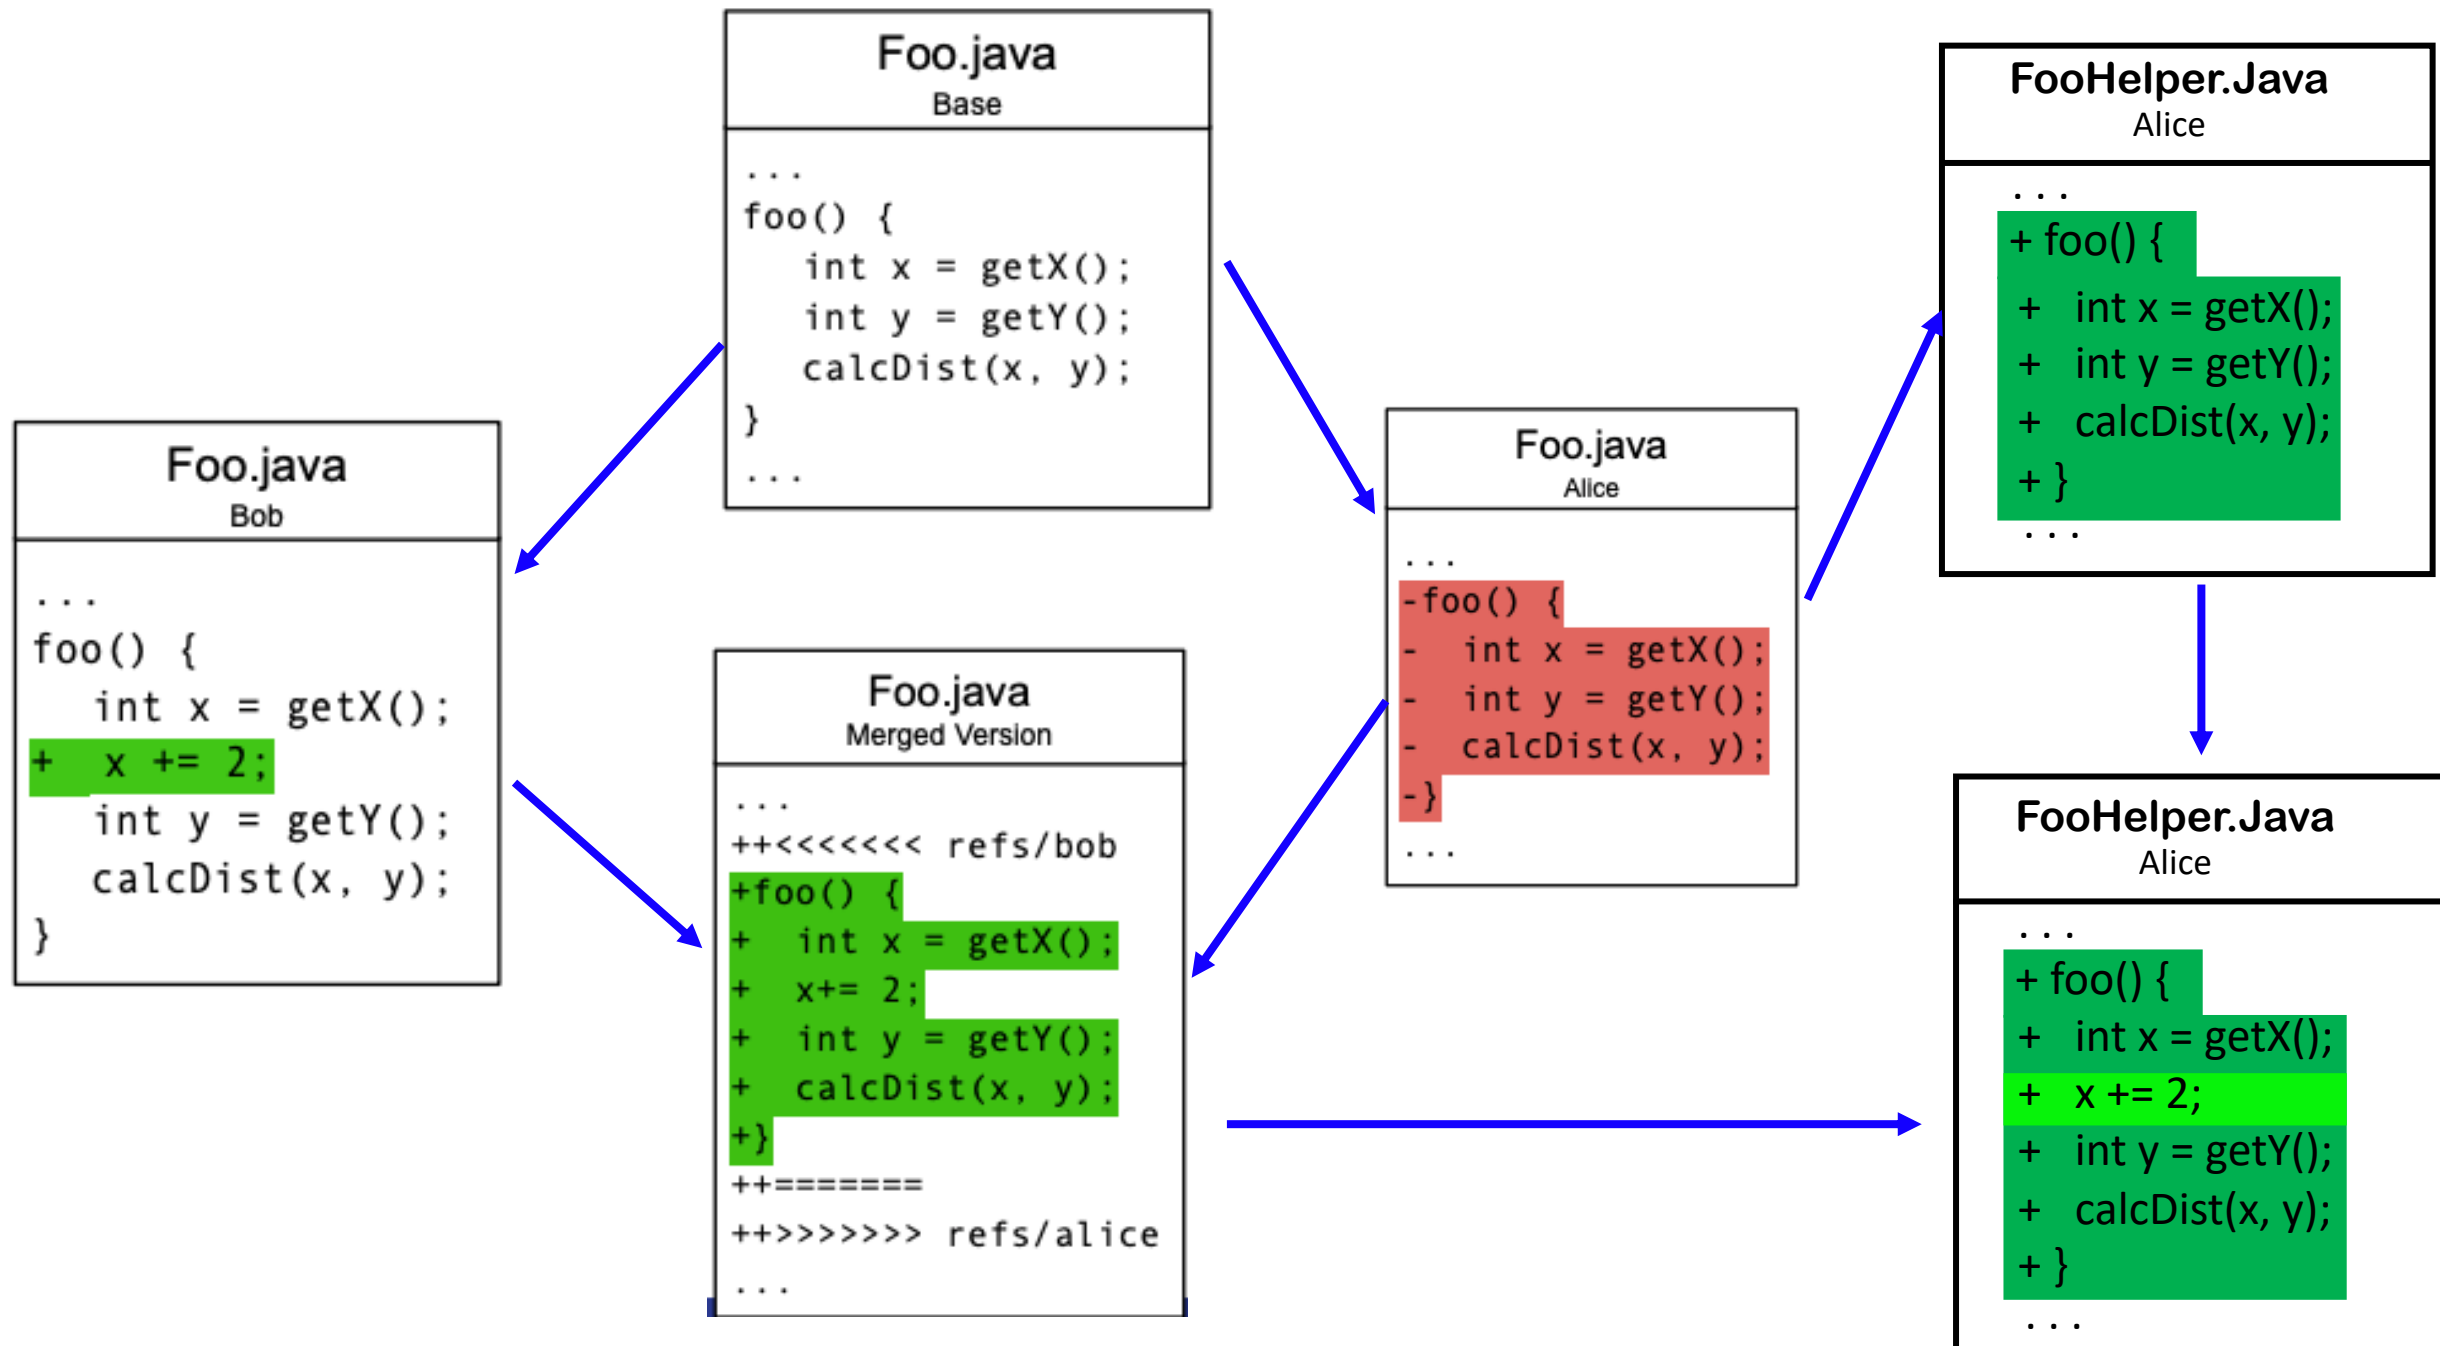 Foo.java
Base
...
foo() {
int x = getX();
int y = getY();
calcDist(x, y);
}
...
Foo.java
Bob
...
foo() {
int x = getX();
+ x += 2;
int y = getY();
calcDist(x, y);
}
Foo.java
Merged Version
...
++<<<<<<< refs/bob
+foo() {
+ int x = getX();
+ x+= 2;
+ int y = getY();
+ calcDist(x, y);
+}
++=======
++>>>>>>> refs/alice
...
Foo.java
Alice
...
-foo() {
- int x = getX();
- int y = getY();
- calcDist(x, y);
-}
...
FooHelper.Java
Alice
...
+ foo() {
+ int x = getX();
+ int y = getY();
+ calcDist(x, y);
+ }
...
FooHelper.Java
Alice
...
+ foo() {
+ int x = getX();
+ x += 2;
+ int y = getY();
+ calcDist(x, y);
+ }
...